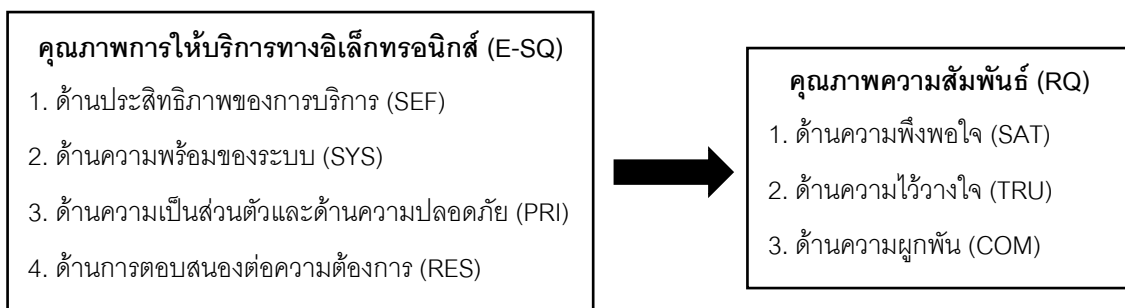 คุณภาพการให้บริการทางอิเล็กทรอนิกส์ (E-SQ)
1. ด้านประสิทธิภาพของการบริการ (SEF)
2. ด้านความพร้อมของระบบ (SYS)
3. ด้านความเป็นส่วนตัวและด้านความปลอดภัย (PRI)
4. ด้านการตอบสนองต่อความต้องการ (RES)
คุณภาพความสัมพันธ์ (RQ)
1. ด้านความพึงพอใจ (SAT)
2. ด้านความไว้วางใจ (TRU)
3. ด้านความผูกพัน (COM)